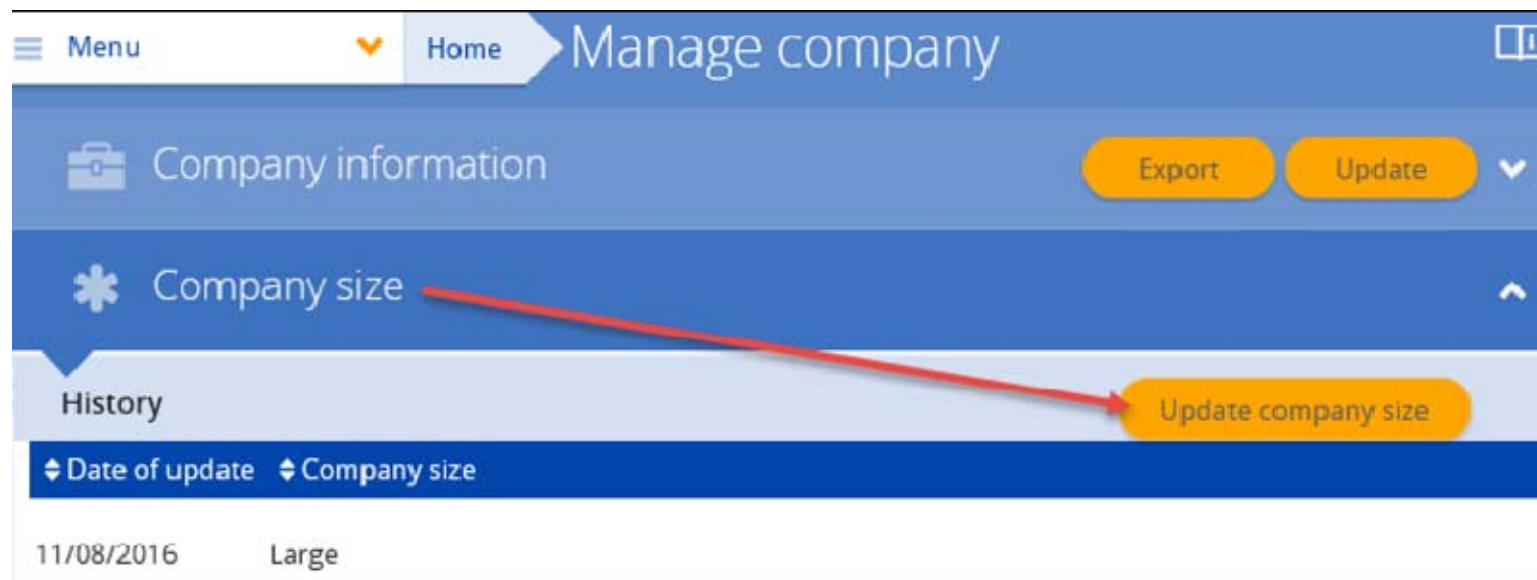 Menu Home Manage company
Company information Export Update
Company size
History Update company size
Date of update Company size
11/08/2016 Large